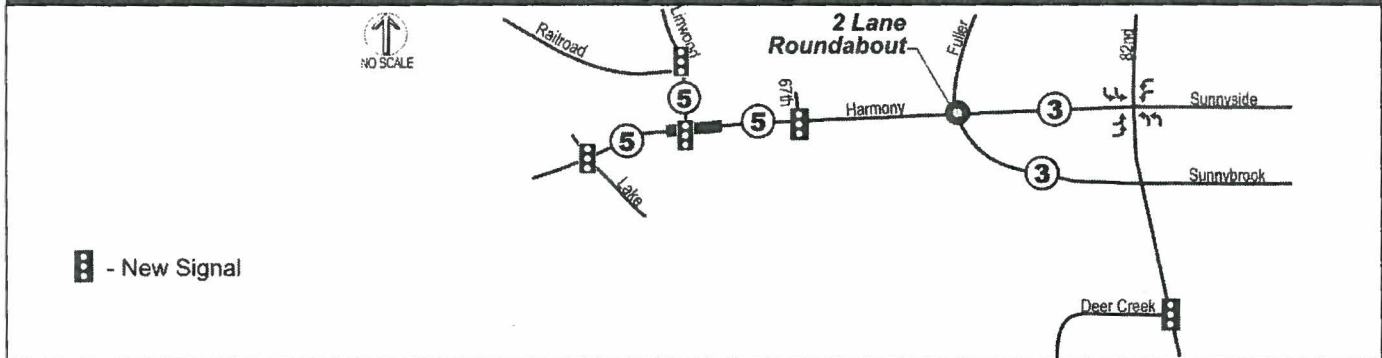 NO SCALE
Railroad
Linwood
2 Lane
Roundabout
Fuller
82nd
67th
5
5
5
Harmony
3
Sunnyside
3
Sunnybrook
Lake
- New Signal
Deer Creek